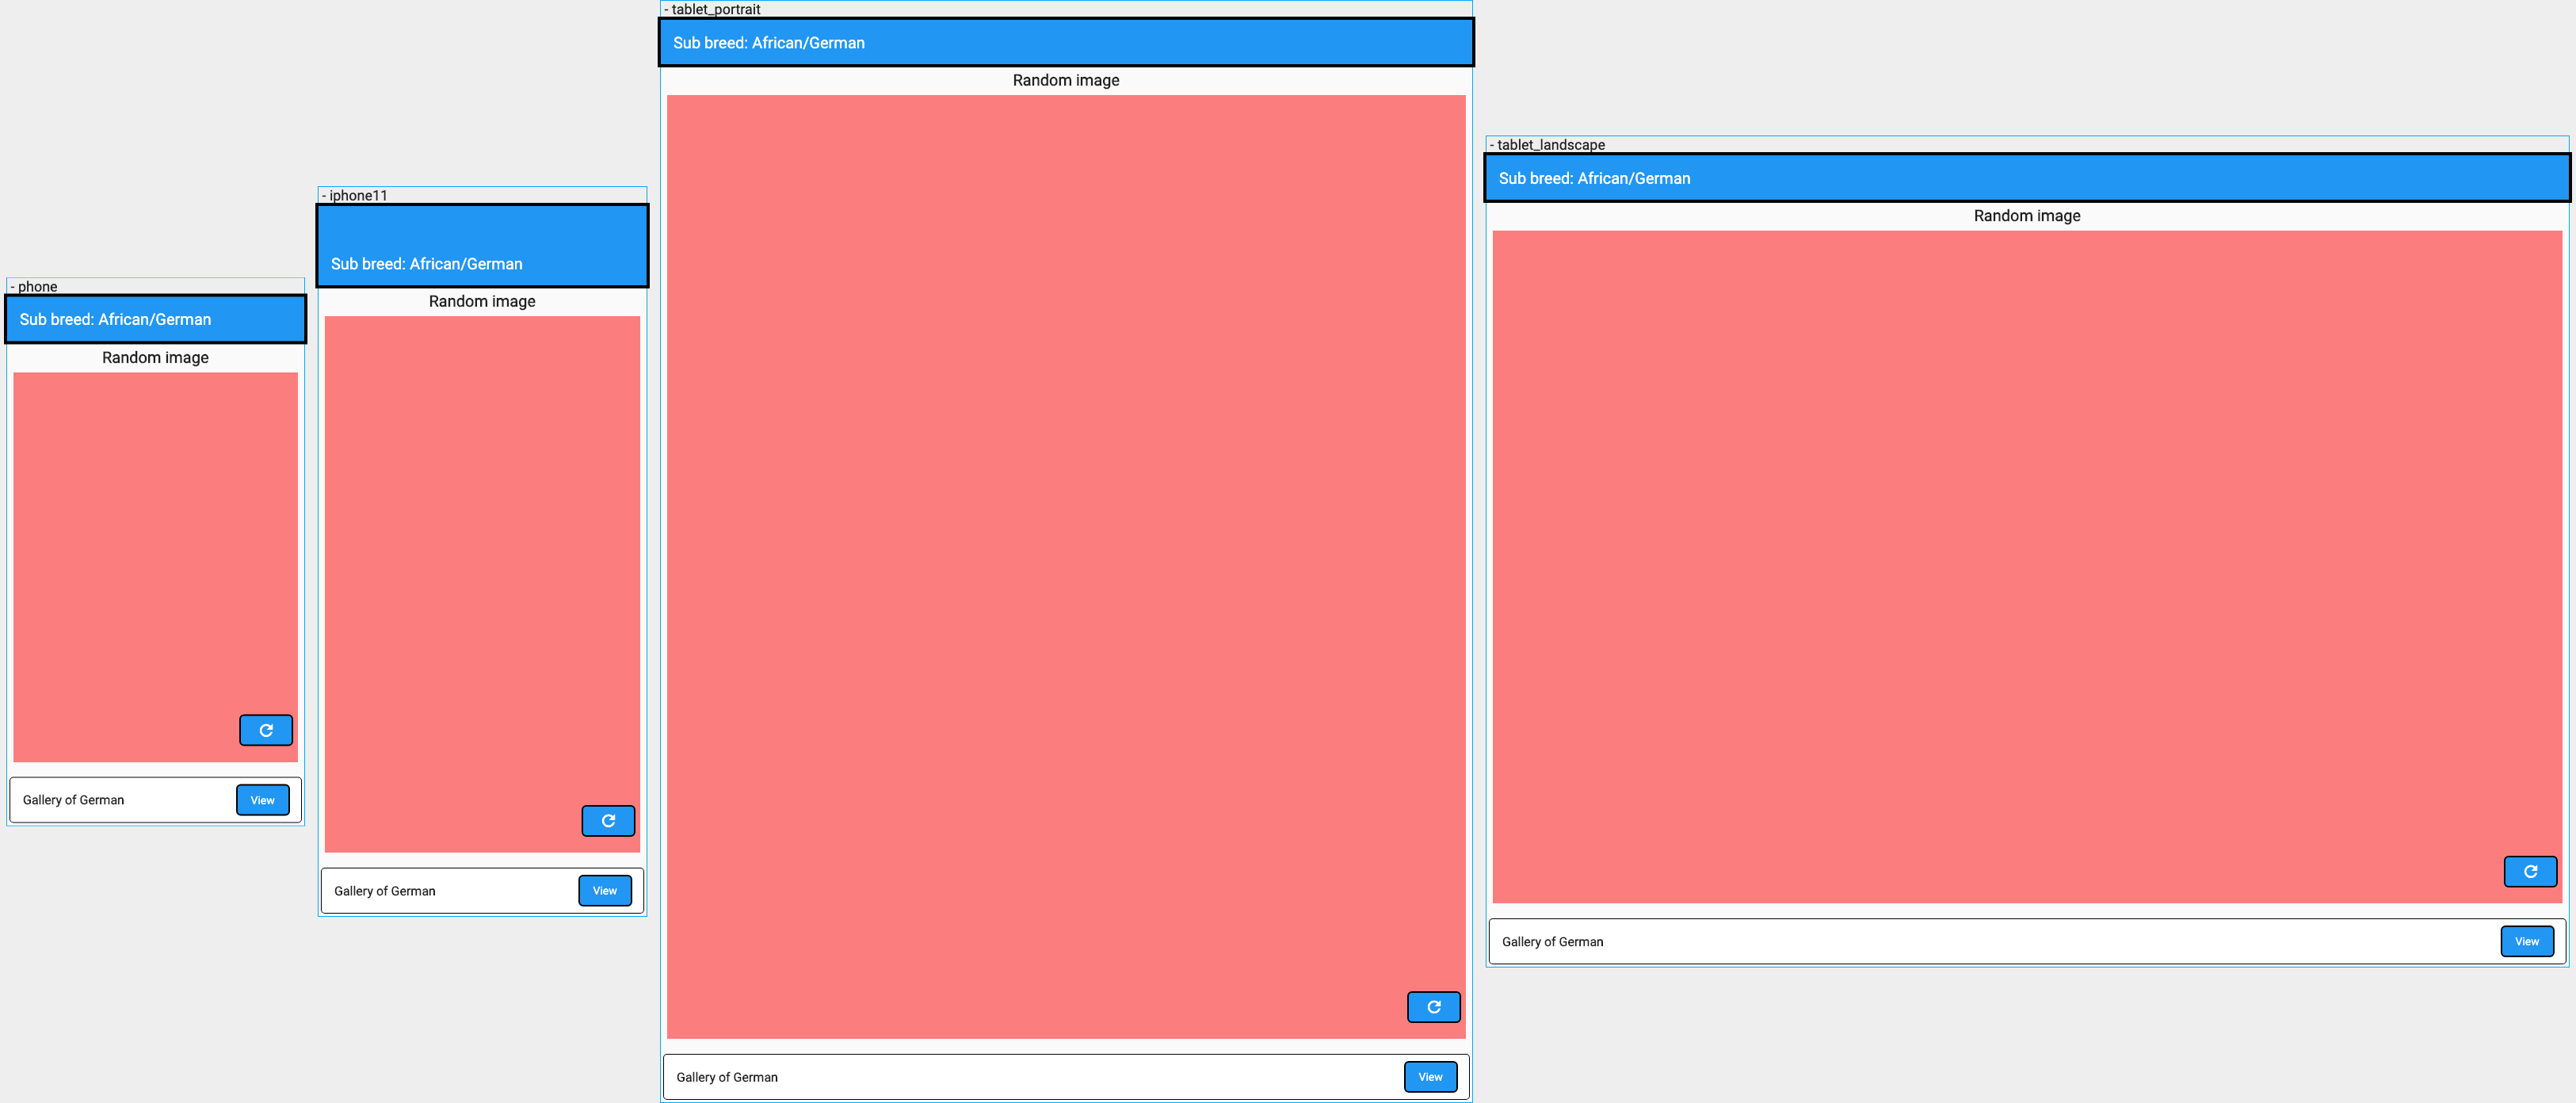 - phone
Sub breed: African/German
Random image
Gallery of German
View
- iphone11
Sub breed: African/German
Random image
Gallery of German
View
- tablet_portrait
Sub breed: African/German
Random image
Gallery of German
View
- tablet_landscape
Sub breed: African/German
Random image
Gallery of German
View